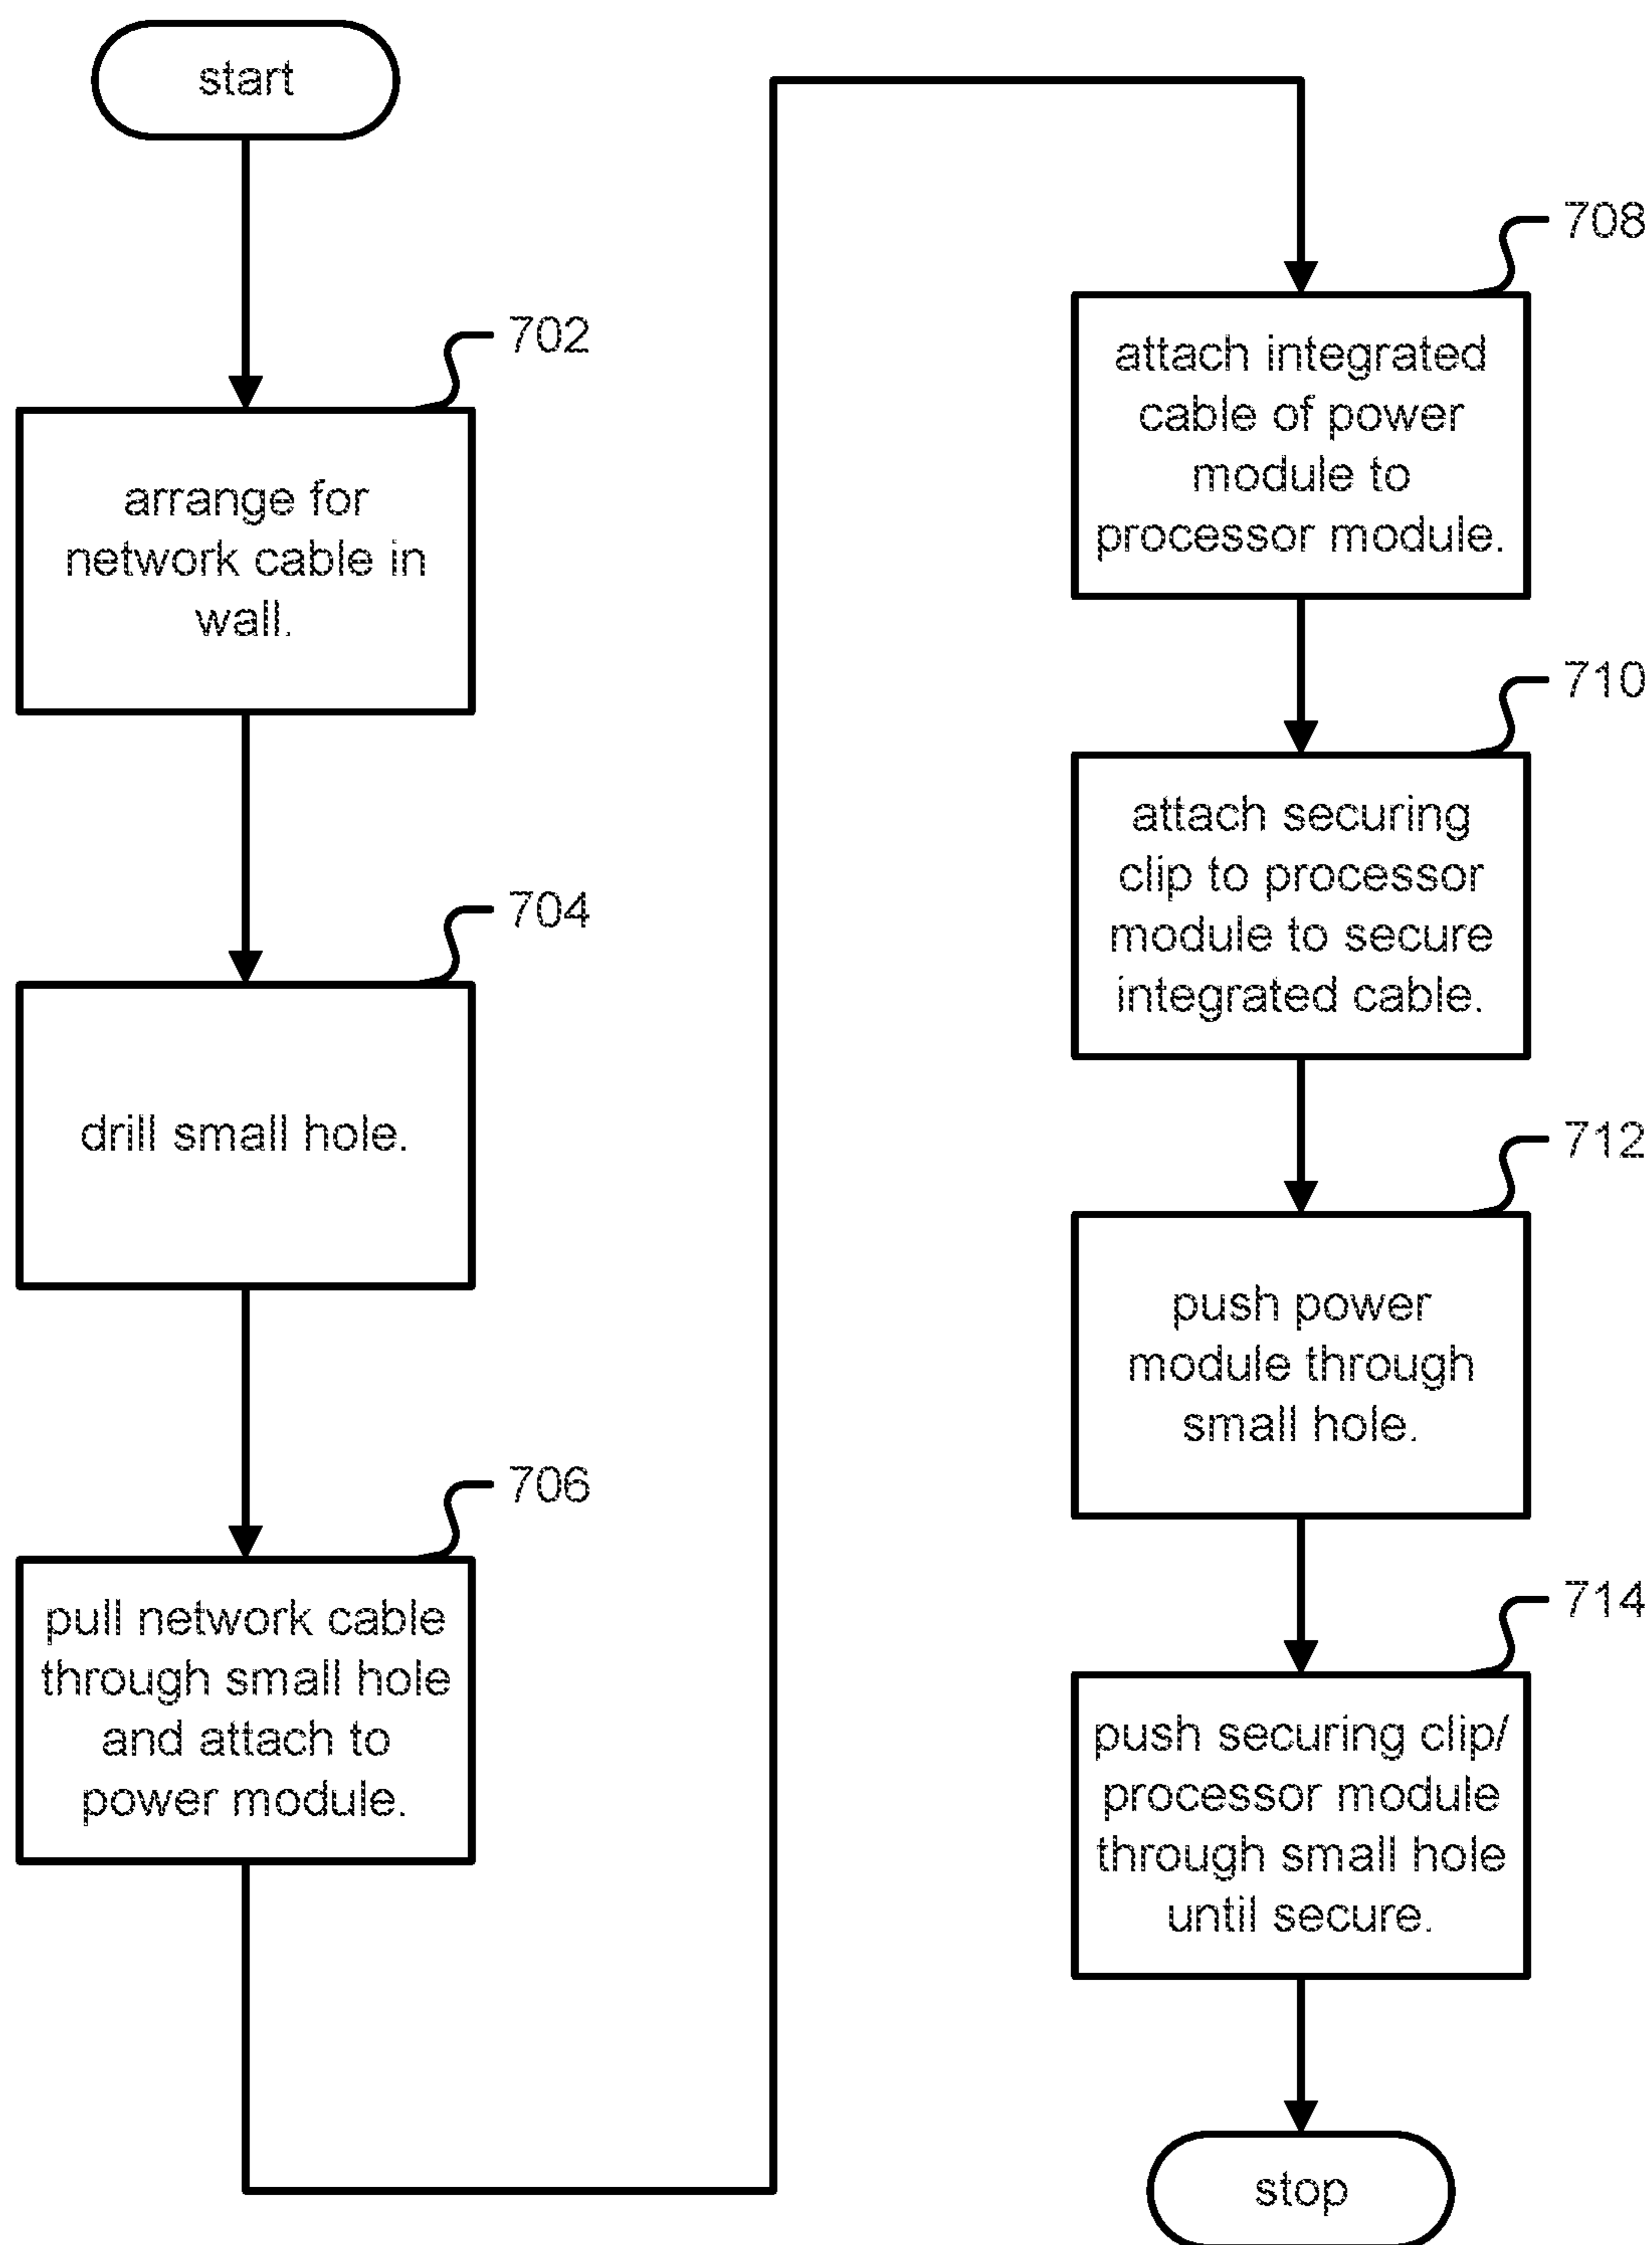 start
702
arrange for
network cable in
wall.
704
drill small hole.
706
pull network cable
through small hole
and attach to
power module.
708
attach integrated
cable of power
module to
processor module.
710
attach securing
clip to processor
module to secure
integrated cable.
712
push power
module through
small hole.
714
push securing clip/
processor module
through small hole
until secure.
stop